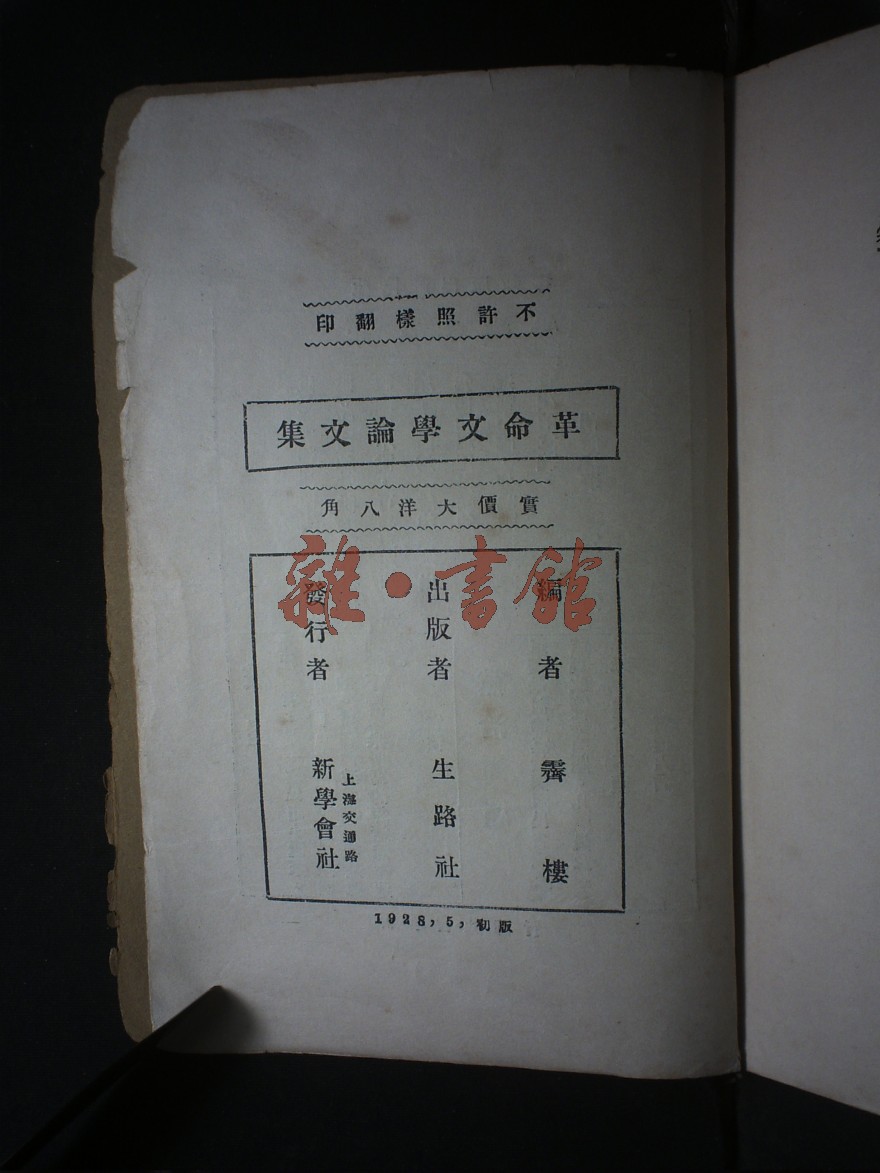 不許照樣翻印
革命文學論文集
實價大洋八角
編者 霽樓
出版者 生路社
發行者 上海交通路 新學會社
1928, 5, 初版
雜·書館